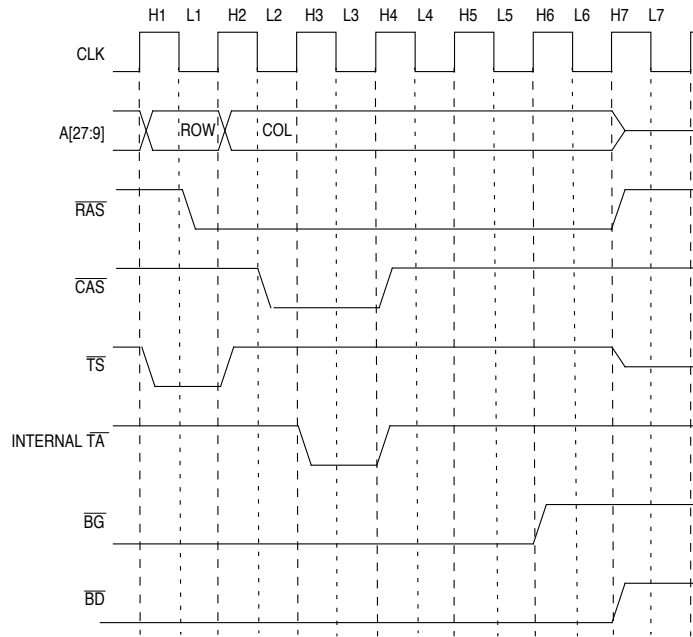 H1 L1 H2 L2 H3 L3 H4 L4 H5 L5 H6 L6 H7 L7
CLK
A[27:9] ROW COL
RAS
CAS
TS
INTERNAL TA
BG
BD